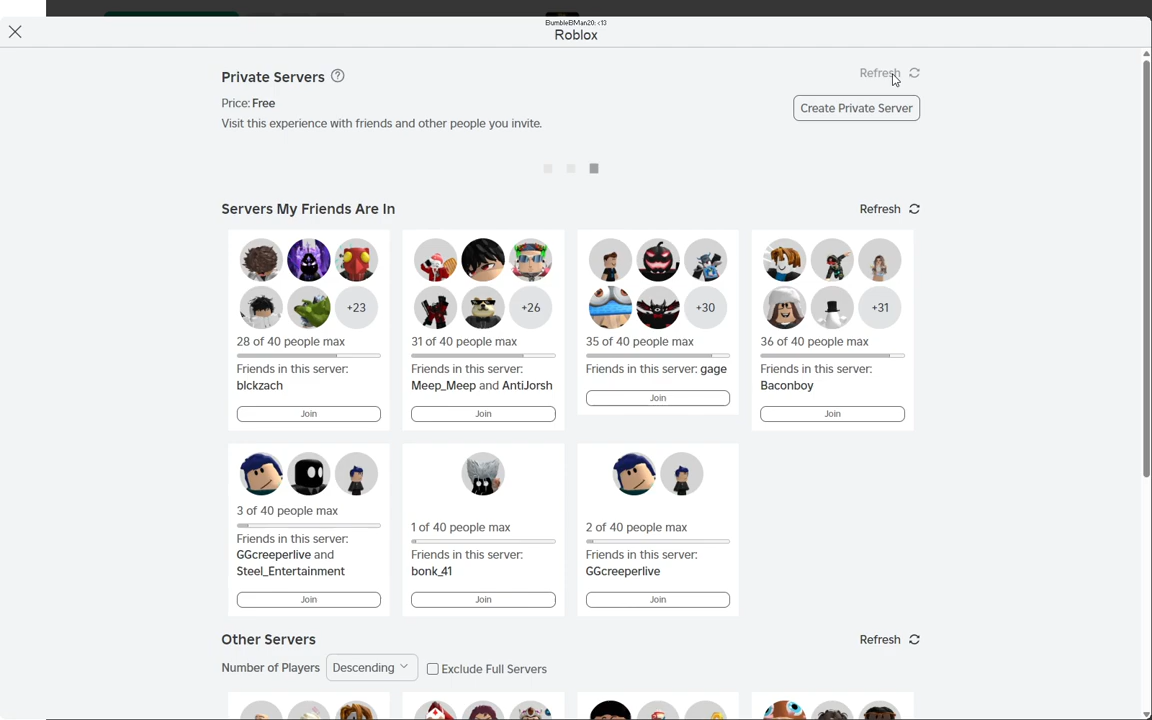 BumbleBMan20: <13
Roblox
Private Servers
Refresh
Price: Free
Create Private Server
Visit this experience with friends and other people you invite.
Servers My Friends Are In
Refresh
+23
+26
+30
+31
28 of 40 people max
31 of 40 people max
35 of 40 people max
36 of 40 people max
Friends in this server:
blckzach
Friends in this server:
Meep_Meep and AntiJorsh
Friends in this server: gage
Friends in this server:
Baconboy
Join
Join
Join
Join
3 of 40 people max
Friends in this server:
GGcreeperlive and
Steel_Entertainment
Join
1 of 40 people max
Friends in this server:
bonk_41
Join
2 of 40 people max
Friends in this server:
GGcreeperlive
Join
Other Servers
Refresh
Number of Players
Descending
Exclude Full Servers